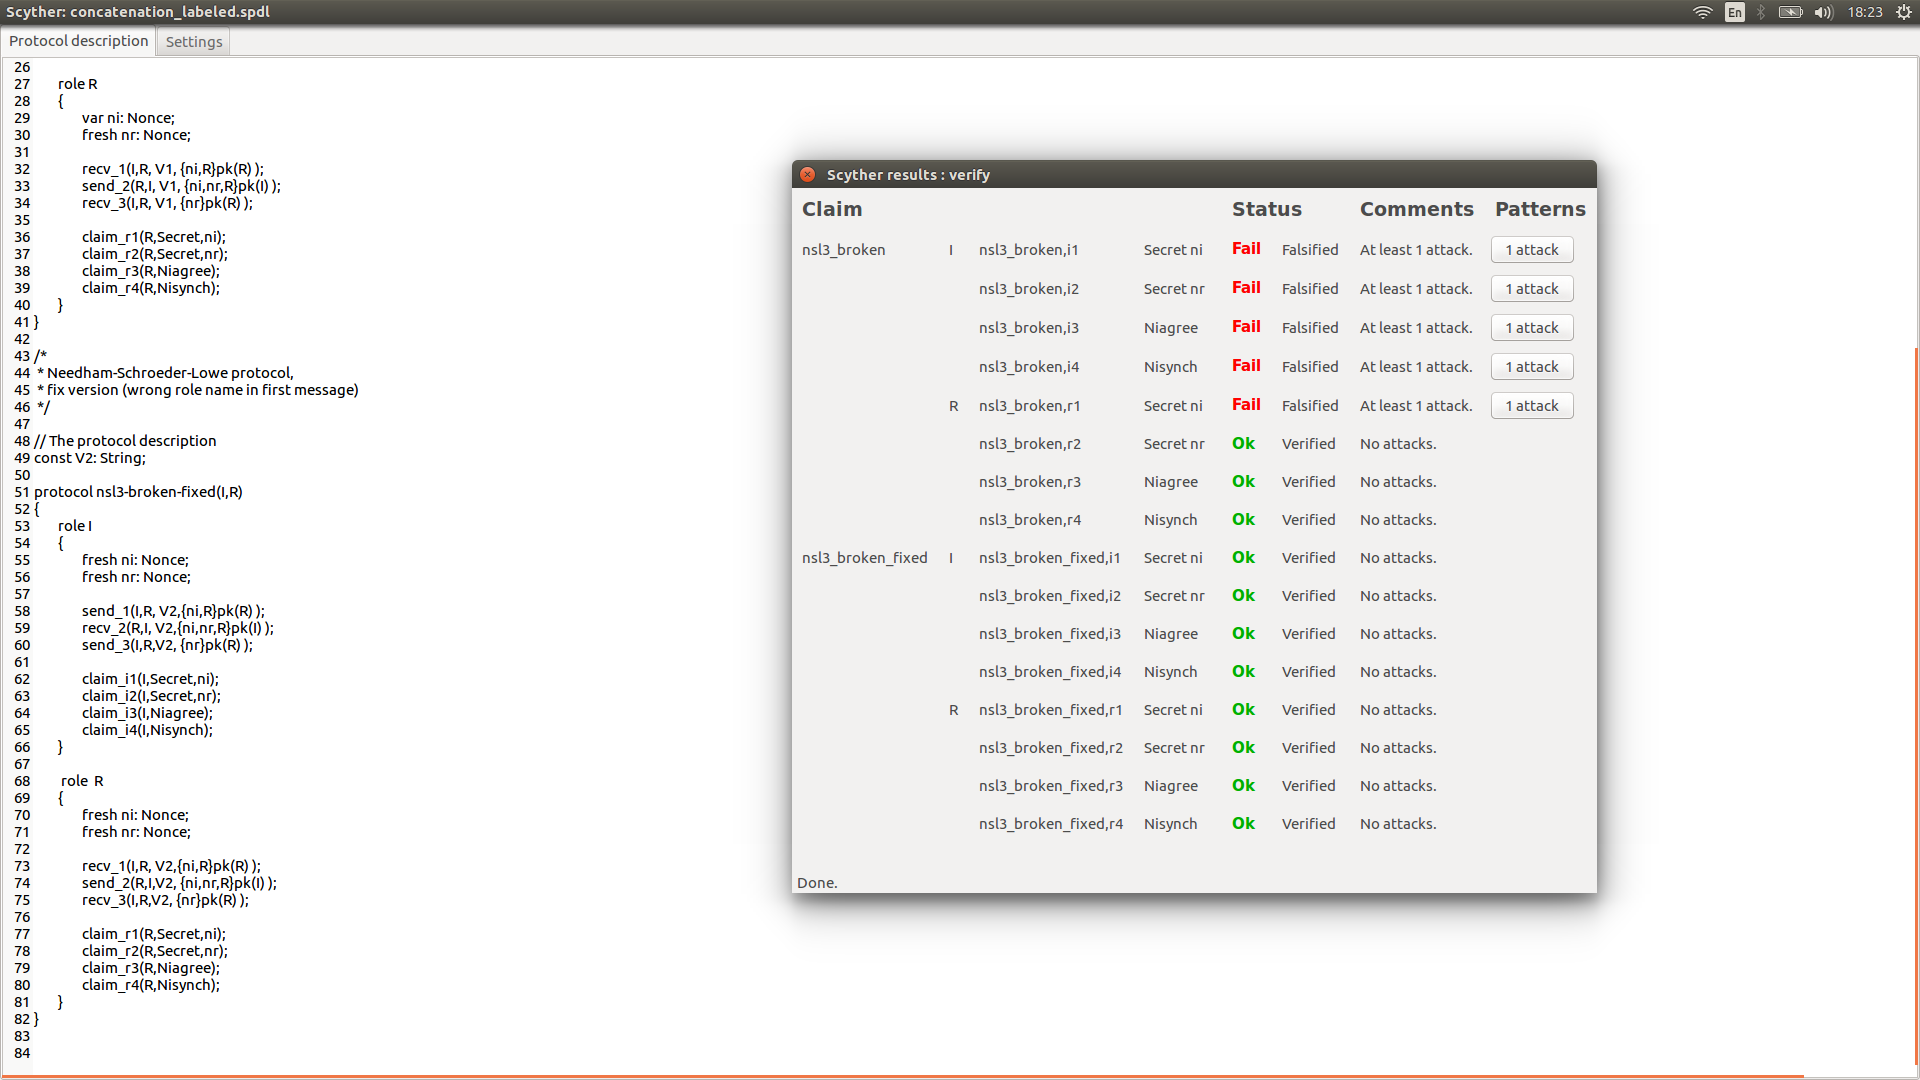 Scyther: concatenation_labeled.spdl
En
18:23
Protocol description
Settings
26
27 role R
28 {
29 var ni: Nonce;
30 fresh nr: Nonce;
31
32 recv_1(I,R, V1, {ni,R}pk(R) );
33 send_2(R,I, V1, {ni,nr,R}pk(I) );
34 recv_3(I,R, V1, {nr}pk(R) );
35
36 claim_r1(R,Secret,ni);
37 claim_r2(R,Secret,nr);
38 claim_r3(R,Niagree);
39 claim_r4(R,Nisynch);
40 }
41 }
42
43 /*
44 * Needham-Schroeder-Lowe protocol,
45 * fix version (wrong role name in first message)
46 */
47
48 // The protocol description
49 const V2: String;
50
51 protocol nsl3-broken-fixed(I,R)
52 {
53 role I
54 {
55 fresh ni: Nonce;
56 fresh nr: Nonce;
57
58 send_1(I,R, V2,{ni,R}pk(R) );
59 recv_2(R,I, V2,{ni,nr,R}pk(I) );
60 send_3(I,R,V2, {nr}pk(R) );
61
62 claim_i1(I,Secret,ni);
63 claim_i2(I,Secret,nr);
64 claim_i3(I,Niagree);
65 claim_i4(I,Nisynch);
66 }
67
68 role R
69 {
70 fresh ni: Nonce;
71 fresh nr: Nonce;
72
73 recv_1(I,R, V2,{ni,R}pk(R) );
74 send_2(R,I,V2, {ni,nr,R}pk(I) );
75 recv_3(I,R,V2, {nr}pk(R) );
76
77 claim_r1(R,Secret,ni);
78 claim_r2(R,Secret,nr);
79 claim_r3(R,Niagree);
80 claim_r4(R,Nisynch);
81 }
82 }
83
84
Scyther results : verify
Claim Status Comments Patterns
nsl3_broken I nsl3_broken,i1 Secret ni Fail Falsified At least 1 attack. 1 attack
nsl3_broken,i2 Secret nr Fail Falsified At least 1 attack. 1 attack
nsl3_broken,i3 Niagree Fail Falsified At least 1 attack. 1 attack
nsl3_broken,i4 Nisynch Fail Falsified At least 1 attack. 1 attack
R nsl3_broken,r1 Secret ni Fail Falsified At least 1 attack. 1 attack
nsl3_broken,r2 Secret nr Ok Verified No attacks.
nsl3_broken,r3 Niagree Ok Verified No attacks.
nsl3_broken,r4 Nisynch Ok Verified No attacks.
nsl3_broken_fixed I nsl3_broken_fixed,i1 Secret ni Ok Verified No attacks.
nsl3_broken_fixed,i2 Secret nr Ok Verified No attacks.
nsl3_broken_fixed,i3 Niagree Ok Verified No attacks.
nsl3_broken_fixed,i4 Nisynch Ok Verified No attacks.
R nsl3_broken_fixed,r1 Secret ni Ok Verified No attacks.
nsl3_broken_fixed,r2 Secret nr Ok Verified No attacks.
nsl3_broken_fixed,r3 Niagree Ok Verified No attacks.
nsl3_broken_fixed,r4 Nisynch Ok Verified No attacks.
Done.